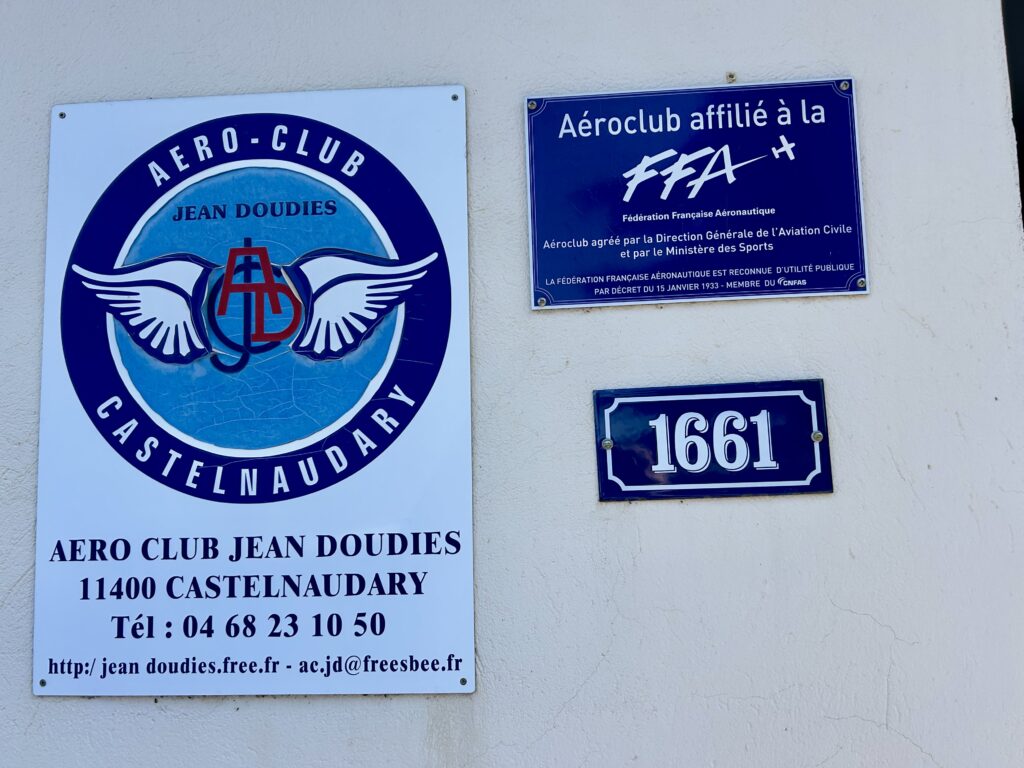 AERO-CLUB
JEAN DOUDIES
AJD
CASTELNAUDARY
AERO CLUB JEAN DOUDIES
11400 CASTELNAUDARY
Tél : 04 68 23 10 50
http:/ jean doudies.free.fr - ac.jd@freesbee.fr
Aéroclub affilié à la
FFA
Fédération Française Aéronautique
Aéroclub agréé par la Direction Générale de l'Aviation Civile
et par le Ministère des Sports
LA FÉDÉRATION FRANÇAISE AÉRONAUTIQUE EST RECONNUE D'UTILITÉ PUBLIQUE
PAR DÉCRET DU 15 JANVIER 1933 - MEMBRE DU CNFAS
1661